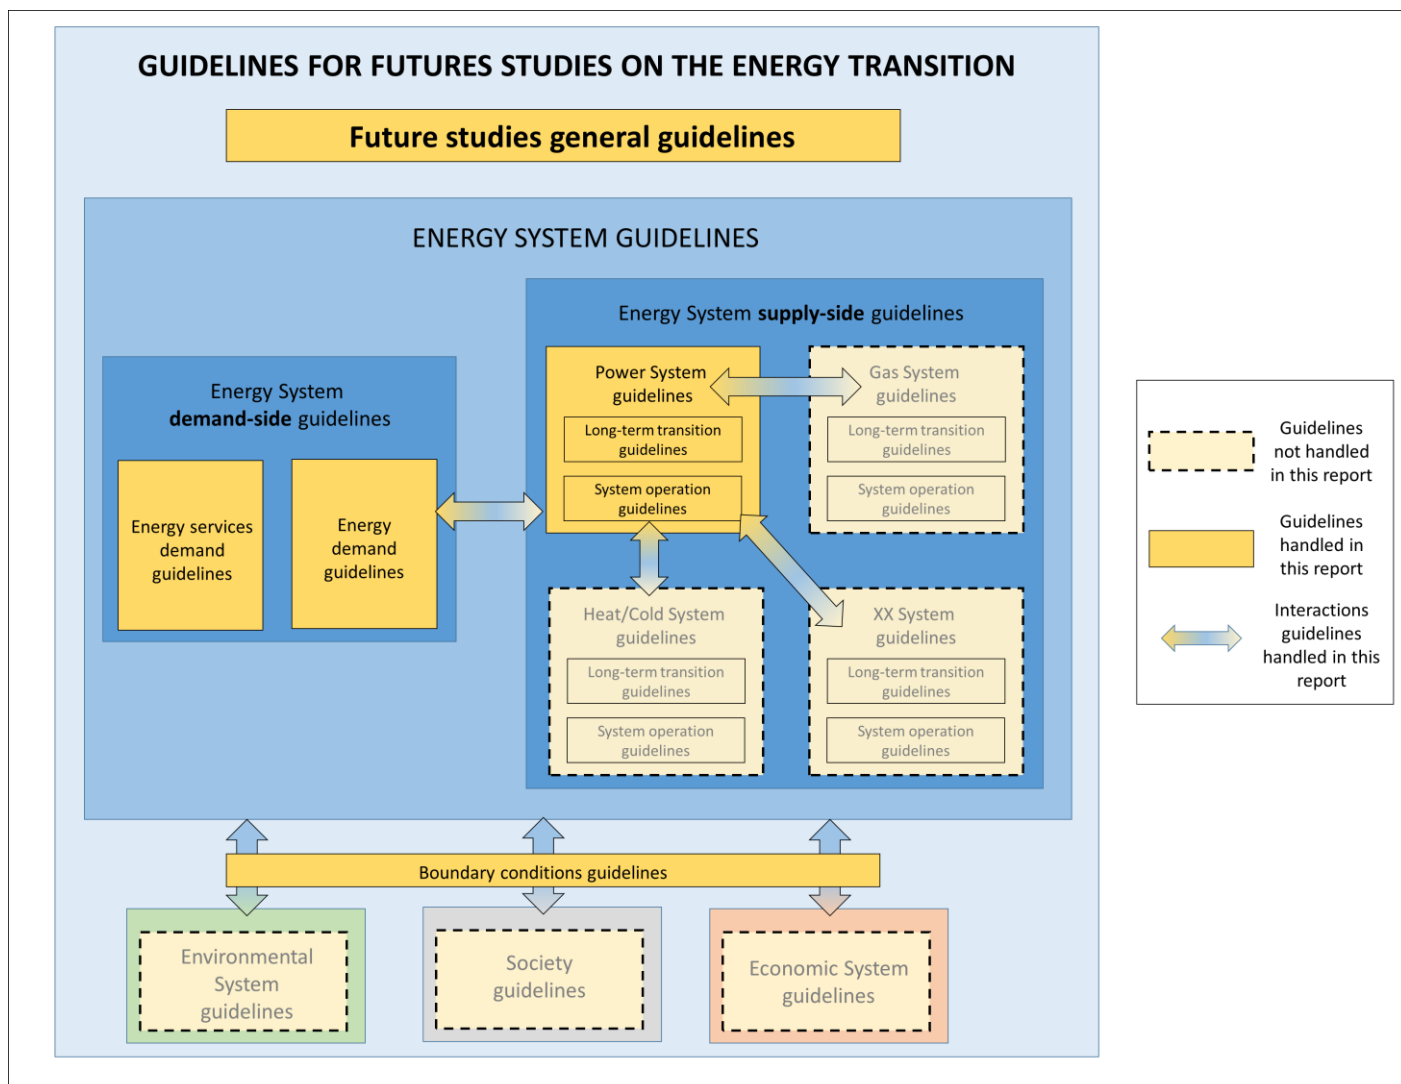 GUIDELINES FOR FUTURES STUDIES ON THE ENERGY TRANSITION
Future studies general guidelines
ENERGY SYSTEM GUIDELINES
Energy System
demand-side guidelines
Energy services
demand
guidelines
Energy
demand
guidelines
Energy System supply-side guidelines
Power System
guidelines
Long-term transition
guidelines
System operation
guidelines
Gas System
guidelines
Long-term transition
guidelines
System operation
guidelines
Heat/Cold System
guidelines
Long-term transition
guidelines
System operation
guidelines
XX System
guidelines
Long-term transition
guidelines
System operation
guidelines
Boundary conditions guidelines
Environmental
System
guidelines
Society
guidelines
Economic System
guidelines
Guidelines
not handled
in this report
Guidelines
handled in
this report
Interactions
guidelines
handled in this
report